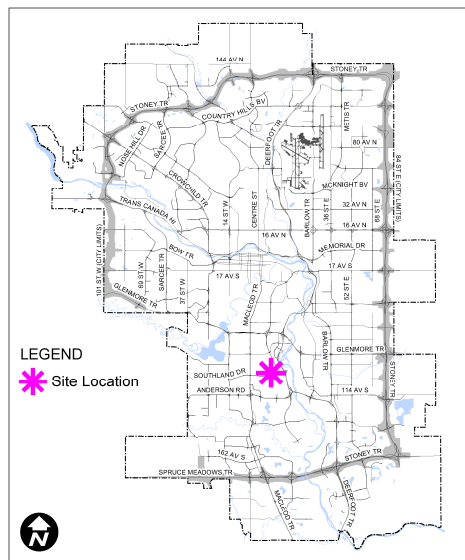 144 AV N
STONEY TR
STONEY TR
COUNTRY HILLS BV
METIS TR
DEERFOOT TR
SARCEE TR
NOSE HILL DR
80 AV N
84 ST E (CITY LIMITS)
CROWCHILD TR
MCKNIGHT BV
TRANS CANADA HI
14 ST W
CENTRE ST
BARLOW TR
36 ST E
32 AV N
68 ST E
16 AV N
16 AV N
BOW TR
MEMORIAL DR
101 ST W (CITY LIMITS)
69 ST W
SARCEE TR
37 ST W
17 AV S
17 AV S
MACLEOD TR
52 ST E
GLENMORE TR
BARLOW TR
GLENMORE TR
LEGEND
Site Location
SOUTHLAND DR
ANDERSON RD
114 AV S
STONEY TR
162 AV S
STONEY TR
SPRUCE MEADOWS TR
MACLEOD TR
DEERFOOT TR
N